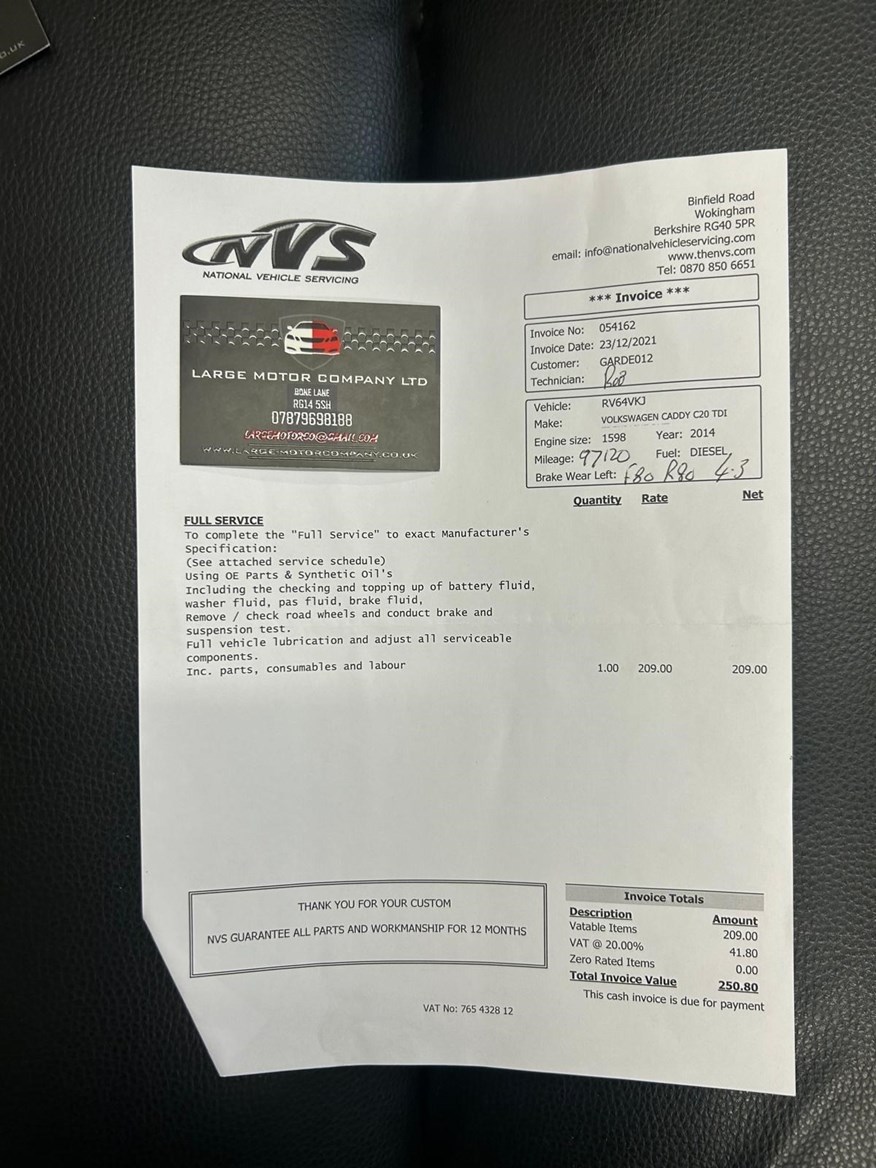 O.UK
NVS
NATIONAL VEHICLE SERVICING
Binfield Road
Wokingham
Berkshire RG40 5PR
email: info@nationalvehicleservicing.com
www.thenvs.com
Tel: 0870 850 6651
*** Invoice ***
Invoice No: 054162
Invoice Date: 23/12/2021
Customer: GARDE012
Technician: Rob
LARGE MOTOR COMPANY LTD
BONE LANE
RG14 5SH
07879698188
LARGEMOTORCO@GMAIL.COM
WWW.LARGE-MOTORCOMPANY.CO.UK
Vehicle: RV64VKJ
Make: VOLKSWAGEN CADDY C20 TDI
Engine size: 1598 Year: 2014
Mileage: 97120 Fuel: DIESEL
Brake Wear Left: F80 R80 4.3
Quantity Rate Net
FULL SERVICE
To complete the "Full Service" to exact Manufacturer's
Specification:
(See attached service schedule)
Using OE Parts & Synthetic Oil's
Including the checking and topping up of battery fluid,
washer fluid, pas fluid, brake fluid,
Remove / check road wheels and conduct brake and
suspension test.
Full vehicle lubrication and adjust all serviceable
components.
Inc. parts, consumables and labour 1.00 209.00 209.00
THANK YOU FOR YOUR CUSTOM
NVS GUARANTEE ALL PARTS AND WORKMANSHIP FOR 12 MONTHS
Invoice Totals
Description Amount
Vatable Items 209.00
VAT @ 20.00% 41.80
Zero Rated Items 0.00
Total Invoice Value 250.80
This cash invoice is due for payment
VAT No: 765 4328 12